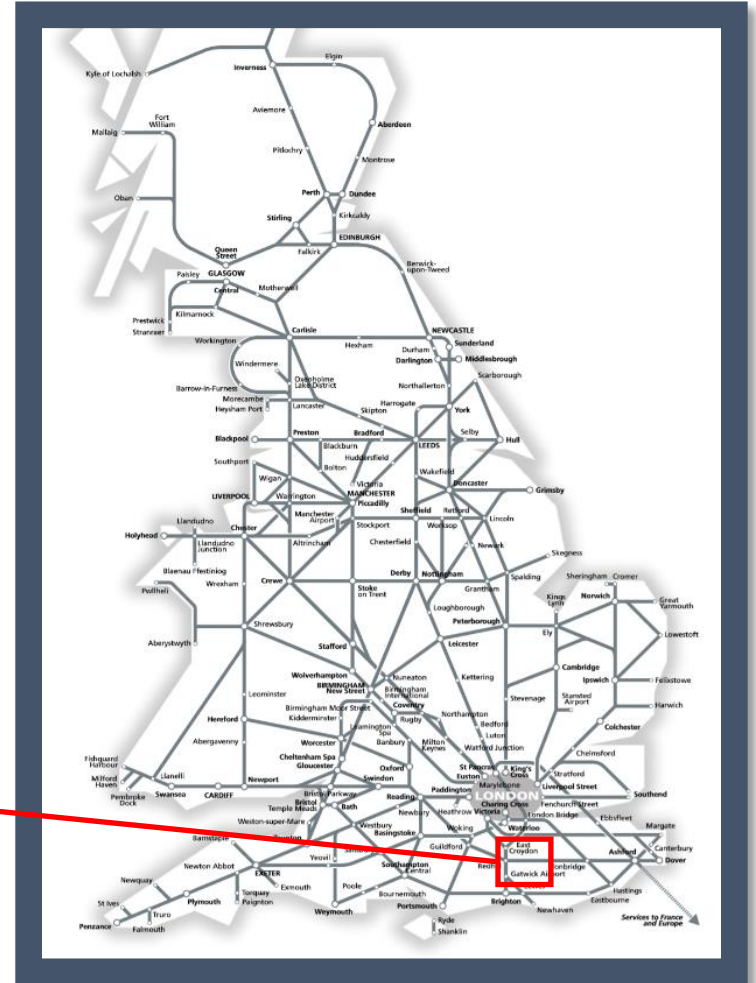 Elgin
Inverness
Kyle of Lochalsh
Aviemore
Fort
William
Mallaig
Aberdeen
Pitlochry
Montrose
Perth
Dundee
Oban
Stirling
Kirkcaldy
EDINBURGH
Queen
Street
Falkirk
Berwick-
upon-Tweed
Paisley
GLASGOW
Central
Motherwell
Prestwick
Stranraer
Kilmarnock
Carlisle
NEWCASTLE
Workington
Hexham
Sunderland
Durham
Darlington
Middlesbrough
Windermere
Oxenholme
Lake District
Scarborough
Barrow-in-Furness
Northallerton
Morecambe
Heysham Port
Lancaster
Harrogate
Skipton
York
Blackpool
Preston
Bradford
LEEDS
Selby
Hull
Blackburn
Southport
Bolton
Huddersfield
Wakefield
Wigan
Victoria
Doncaster
Grimsby
LIVERPOOL
Warrington
MANCHESTER
Piccadilly
Sheffield
Retford
Llandudno
Chester
Manchester
Airport
Stockport
Worksop
Lincoln
Holyhead
Llandudno
Junction
Altrincham
Chesterfield
Newark
Skegness
Blaenau Ffestiniog
Wrexham
Crewe
Stoke
on Trent
Derby
Nottingham
Grantham
Spalding
Sheringham
Cromer
Pwllheli
Kings
Lynn
Norwich
Great
Yarmouth
Loughborough
Peterborough
Shrewsbury
Ely
Lowestoft
Aberystwyth
Stafford
Leicester
Cambridge
Wolverhampton
Nuneaton
Kettering
BIRMINGHAM
New Street
Birmingham
International
Ipswich
Felixstowe
Leominster
Coventry
Stevenage
Stansted
Airport
Birmingham Moor Street
Northampton
Harwich
Hereford
Kidderminster
Rugby
Bedford
Colchester
Leamington
Spa
Luton
Abergavenny
Worcester
Banbury
Milton
Keynes
Watford Junction
Chelmsford
Cheltenham Spa
Gloucester
Oxford
St Pancras
King's
Cross
Fishguard
Harbour
Euston
Stratford
Llanelli
Newport
Swindon
Marylebone
Liverpool Street
Milford
Haven
Bristol Parkway
Paddington
LONDON
Southend
Pembroke
Dock
Swansea
CARDIFF
Bristol
Temple Meads
Bath
Reading
Charing Cross
Fenchurch Street
Newbury
Heathrow
Victoria
London Bridge
Ebbsfleet
Weston-super-Mare
Westbury
Basingstoke
Woking
Waterloo
Margate
Barnstaple
Taunton
Guildford
East
Croydon
Canterbury
Yeovil
Ashford
Dover
Newton Abbot
EXETER
Southampton
Central
Gatwick Airport
Newquay
Exmouth
Poole
Hastings
St Ives
Torquay
Paignton
Bournemouth
Brighton
Eastbourne
Plymouth
Weymouth
Portsmouth
Newhaven
Truro
Ryde
Penzance
Falmouth
Shanklin
Services to France
and Europe